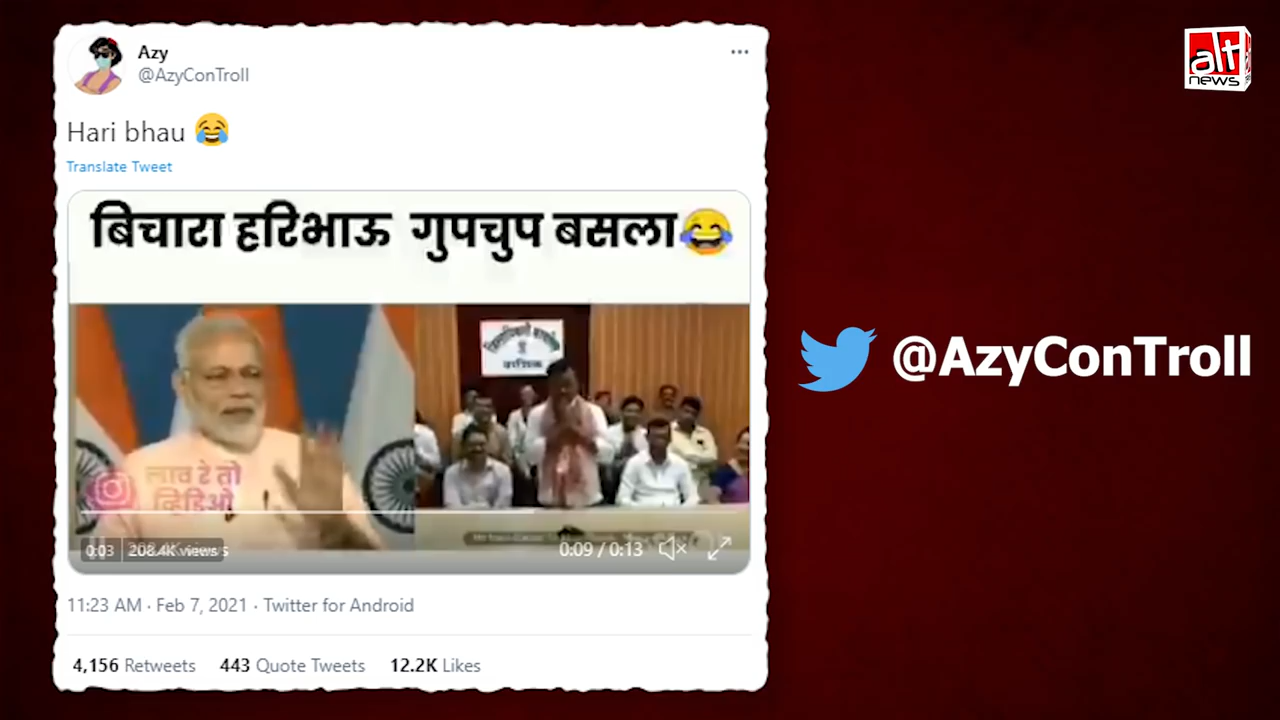 Azy
@AzyConTroll
Hari bhau 😂
Translate Tweet
बिचारा हरिभाऊ गुपचुप बसला😂
लाव रे तो
व्हिडिओ
0:03
208.4K views
0:09 / 0:13
11:23 AM · Feb 7, 2021 · Twitter for Android
4,156 Retweets 443 Quote Tweets 12.2K Likes
@AzyConTroll
alt
news